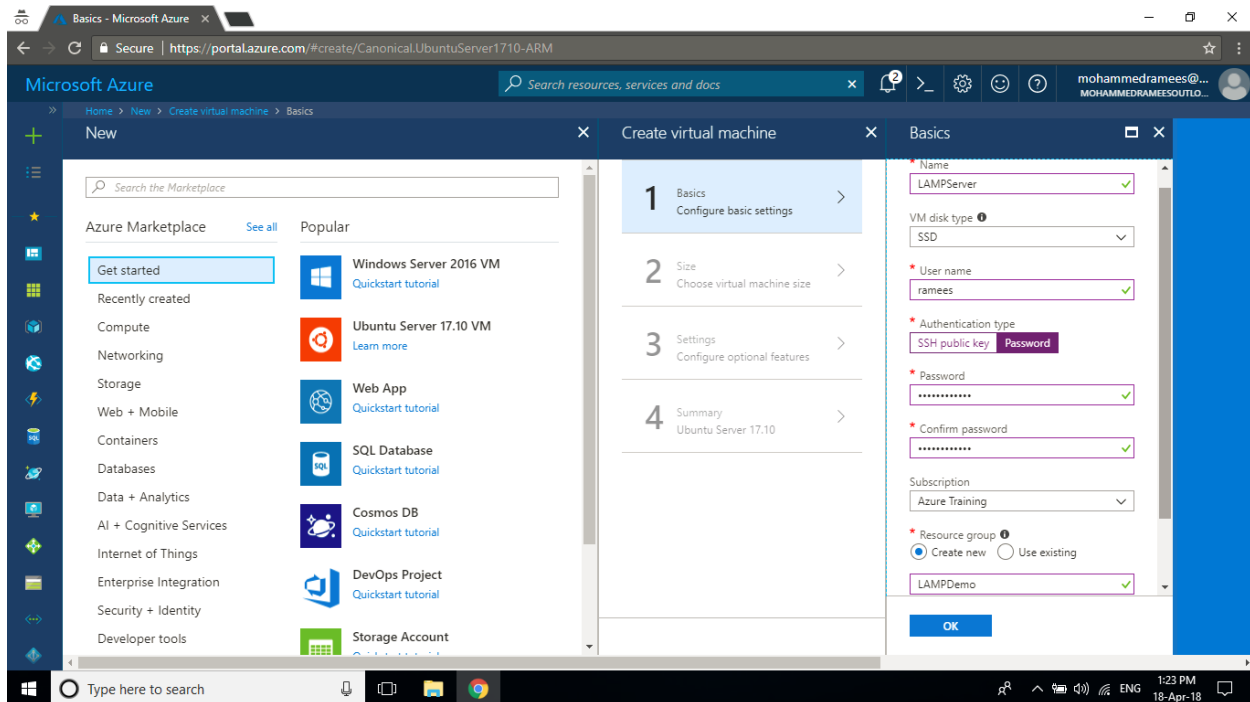 Basics - Microsoft Azure
Secure | https://portal.azure.com/#create/Canonical.UbuntuServer1710-ARM
Microsoft Azure
Search resources, services and docs
2
mohammedramees@...
MOHAMMEDRAMEESOUTLO...
Home > New > Create virtual machine > Basics
New
Search the Marketplace
Azure Marketplace
See all
Popular
Get started
Recently created
Compute
Networking
Storage
Web + Mobile
Containers
Databases
Data + Analytics
AI + Cognitive Services
Internet of Things
Enterprise Integration
Security + Identity
Developer tools
Windows Server 2016 VM
Quickstart tutorial
Ubuntu Server 17.10 VM
Learn more
Web App
Quickstart tutorial
SQL
SQL Database
Quickstart tutorial
Cosmos DB
Quickstart tutorial
DevOps Project
Quickstart tutorial
Storage Account
Create virtual machine
1
Basics
Configure basic settings
2
Size
Choose virtual machine size
3
Settings
Configure optional features
4
Summary
Ubuntu Server 17.10
Basics
* Name
LAMPServer
VM disk type
SSD
* User name
ramees
* Authentication type
SSH public key Password
* Password
••••••••••••
* Confirm password
••••••••••••
Subscription
Azure Training
* Resource group
Create new Use existing
LAMPDemo
OK
Type here to search
ENG
1:23 PM
18-Apr-18